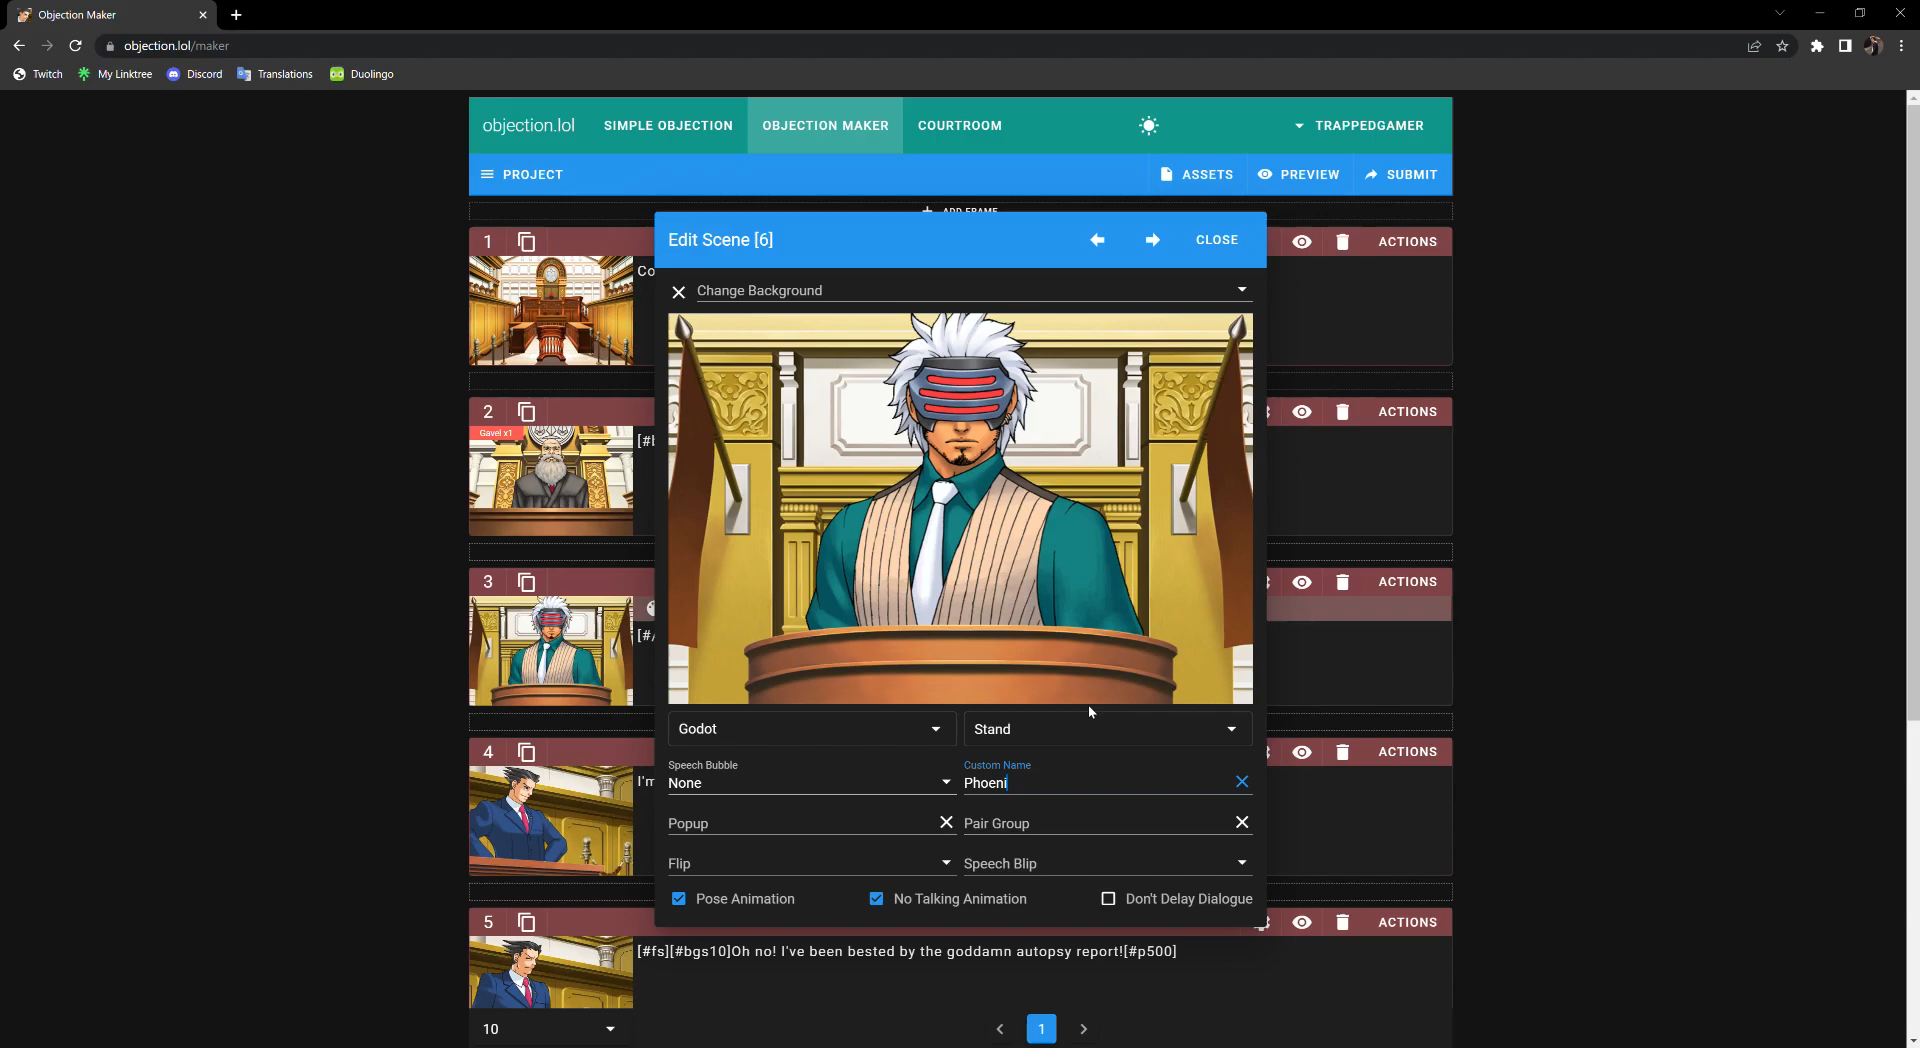 Objection Maker
objection.lol/maker
Twitch
My Linktree
Discord
Translations
Duolingo
objection.lol
SIMPLE OBJECTION
OBJECTION MAKER
COURTROOM
TRAPPEDGAMER
PROJECT
ASSETS
PREVIEW
SUBMIT
ADD FRAME
Edit Scene [6]
CLOSE
1
ACTIONS
Co
Change Background
2
ACTIONS
Gavel x1
3
ACTIONS
[#/
Godot
Stand
4
ACTIONS
Speech Bubble
None
Custom Name
Phoeni
I'm
Popup
Pair Group
Flip
Speech Blip
Pose Animation
No Talking Animation
Don't Delay Dialogue
5
ACTIONS
[#fs][#bgs10]Oh no! I've been bested by the goddamn autopsy report![#p500]
10
1